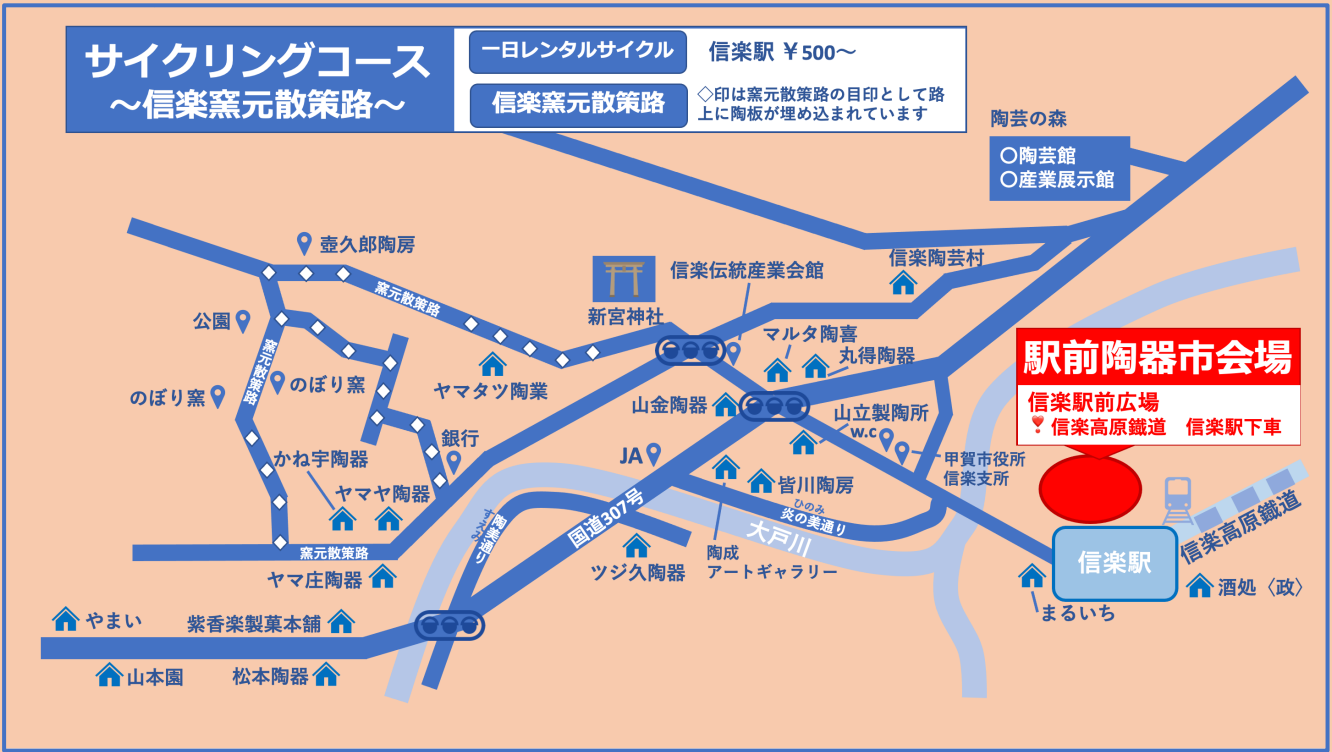 サイクリングコース
～信楽窯元散策路～
一日レンタルサイクル
信楽駅 ￥500～
信楽窯元散策路
◇印は窯元散策路の目印として路
上に陶板が埋め込まれています
陶芸の森
○陶芸館
○産業展示館
壺久郎陶房
窯元散策路
新宮神社
信楽伝統産業会館
信楽陶芸村
公園
窯元散策路
のぼり窯
のぼり窯
ヤマタツ陶業
マルタ陶喜
丸得陶器
山金陶器
山立製陶所
w.c
甲賀市役所
信楽支所
駅前陶器市会場
信楽駅前広場
信楽高原鐵道 信楽駅下車
銀行
JA
かね宇陶器
ヤマヤ陶器
皆川陶房
ひのみ
炎の美通り
国道307号
大戸川
陶美通り
すえみ
陶成
アートギャラリー
ツジ久陶器
窯元散策路
ヤマ庄陶器
信楽駅
信楽高原鐵道
酒処〈政〉
まるいち
やまい
紫香楽製菓本舗
山本園
松本陶器